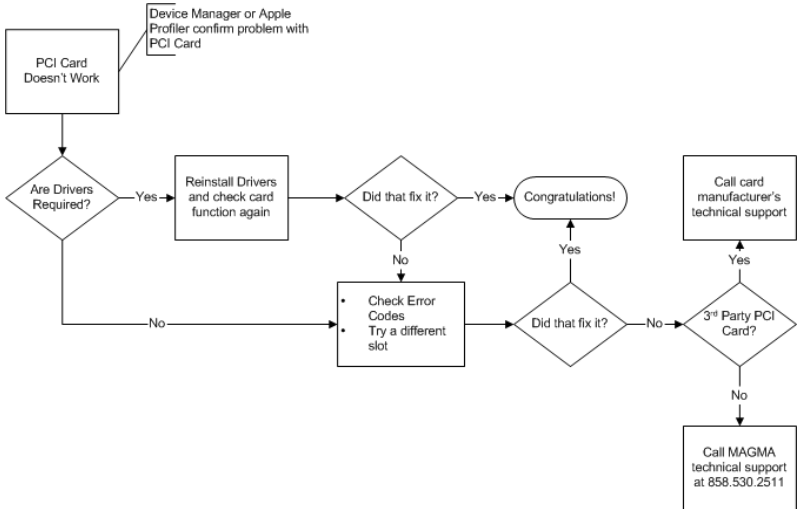 Device Manager or Apple
Profiler confirm problem with
PCI Card
PCI Card
Doesn't Work
Are Drivers
Required?
Yes
Reinstall Drivers
and check card
function again
Did that fix it?
Yes
Congratulations!
Call card
manufacturer's
technical support
No
Yes
Yes
No
• Check Error
Codes
• Try a different
slot
Did that fix it?
No
3rd Party PCI
Card?
No
Call MAGMA
technical support
at 858.530.2511